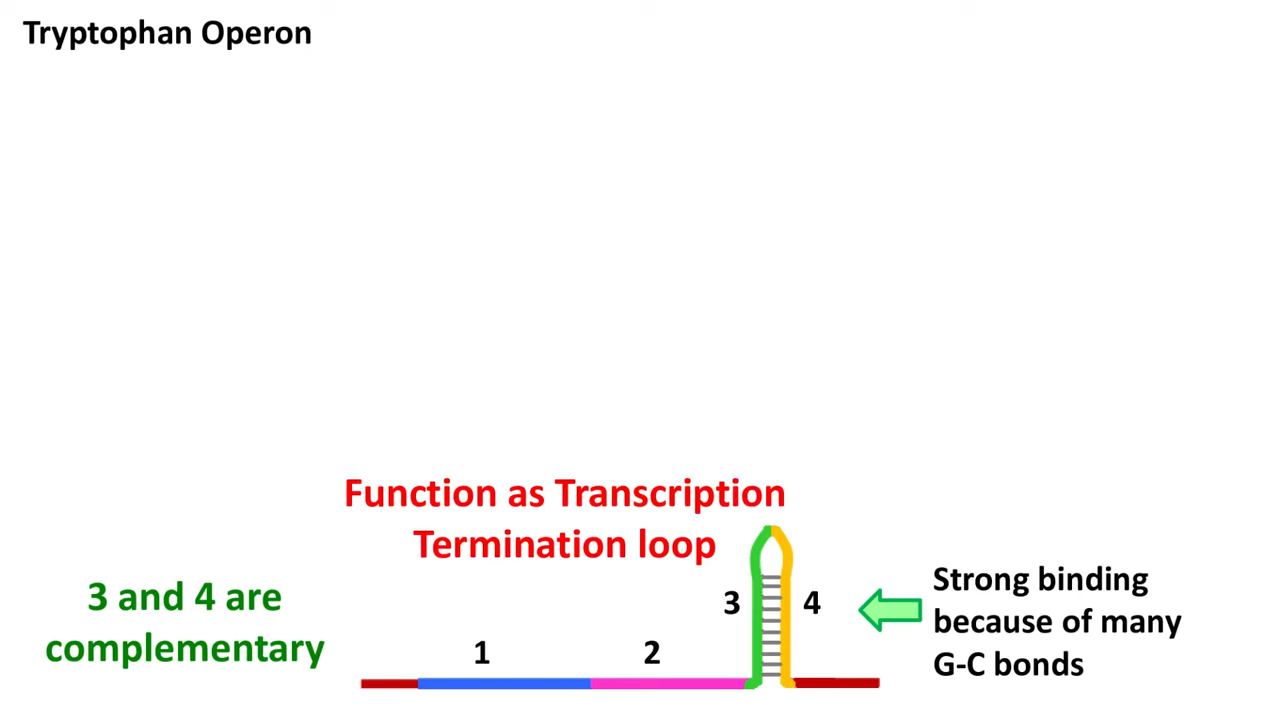 Tryptophan Operon
Function as Transcription
Termination loop
3 and 4 are
complementary
1
2
3
4
Strong binding
because of many
G-C bonds